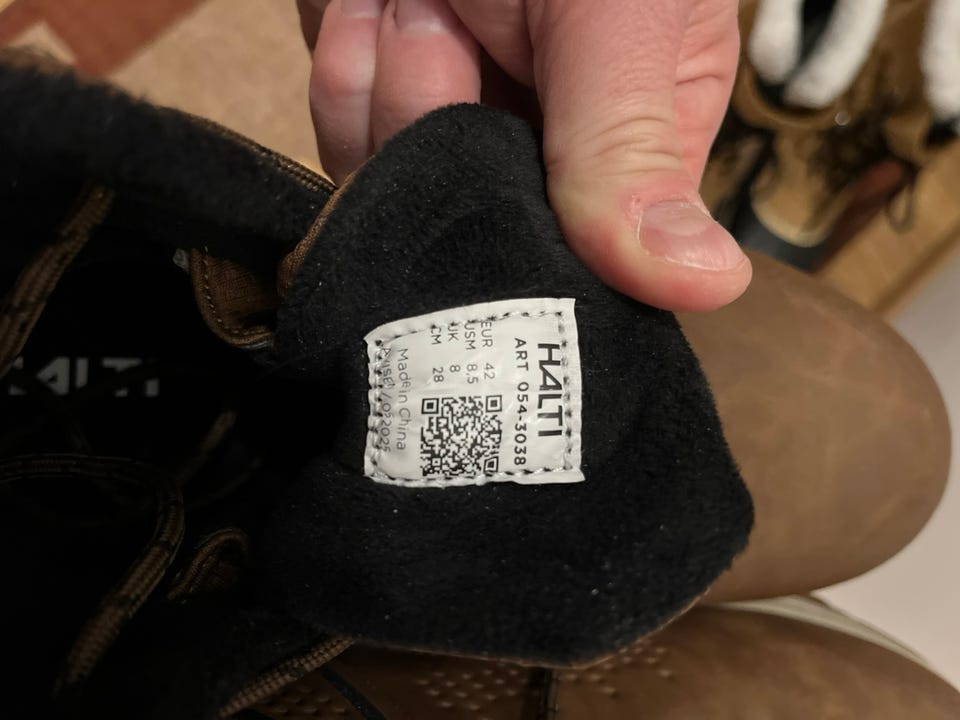 HALTI
ART 054-3038
EUR 42
USM 8,5
UK 8
CM 28
Made in China
HALTI